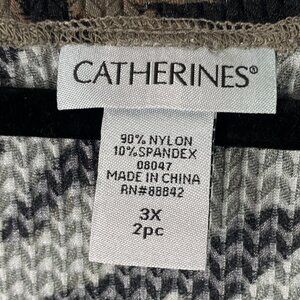 CATHERINES®
90% NYLON
10% SPANDEX
08047
MADE IN CHINA
RN#88842
3X
2pc